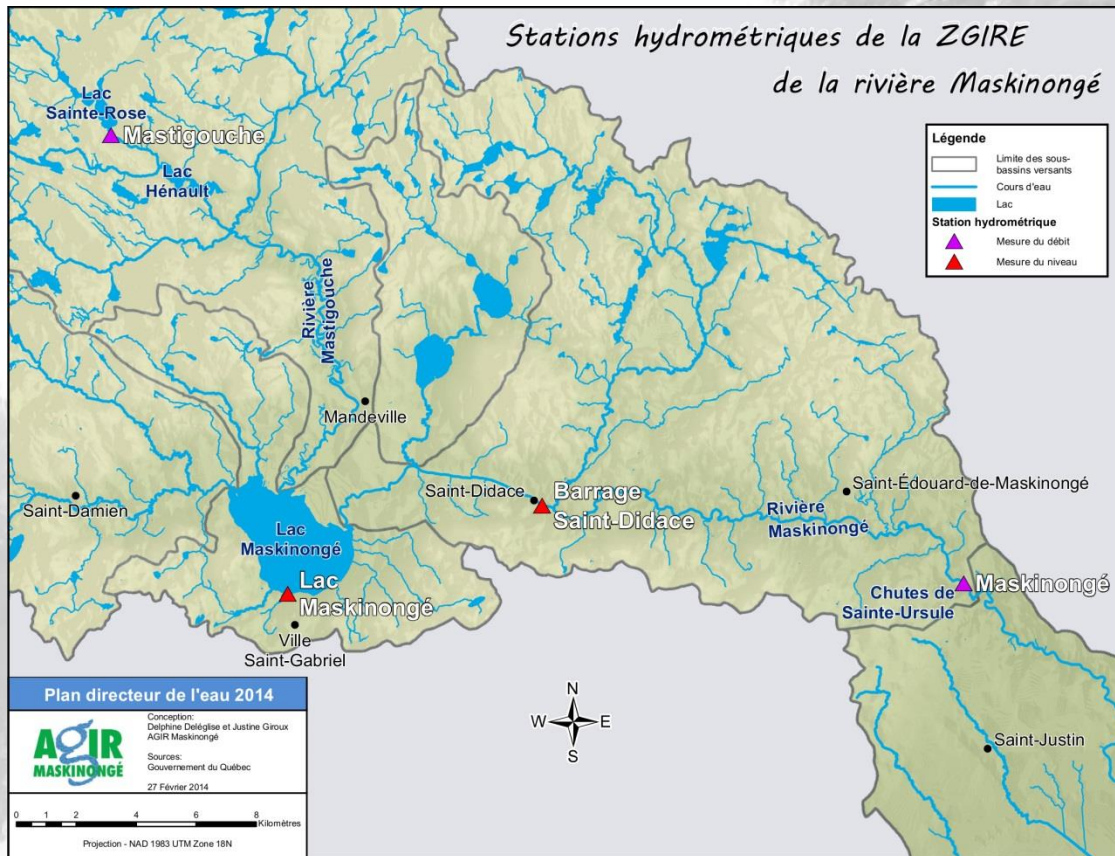 Stations hydrométriques de la ZGIRE
de la rivière Maskinongé
Légende
Limite des sous-
bassins versants
Cours d'eau
Lac
Station hydrométrique
Mesure du débit
Mesure du niveau
Lac
Sainte-Rose
Mastigouche
Lac
Hénault
Rivière
Mastigouche
Mandeville
Saint-Damien
Saint-Didace
Barrage
Saint-Didace
Saint-Édouard-de-Maskinongé
Rivière
Maskinongé
Lac
Maskinongé
Lac
Maskinongé
Ville
Saint-Gabriel
Maskinongé
Chutes de
Sainte-Ursule
Saint-Justin
N
W E
S
Plan directeur de l'eau 2014
AGIR
MASKINONGÉ
Conception:
Delphine Deléglise et Justine Giroux
AGIR Maskinongé
Sources:
Gouvernement du Québec
27 Février 2014
0 1 2 4 6 8
Kilomètres
Projection - NAD 1983 UTM Zone 18N